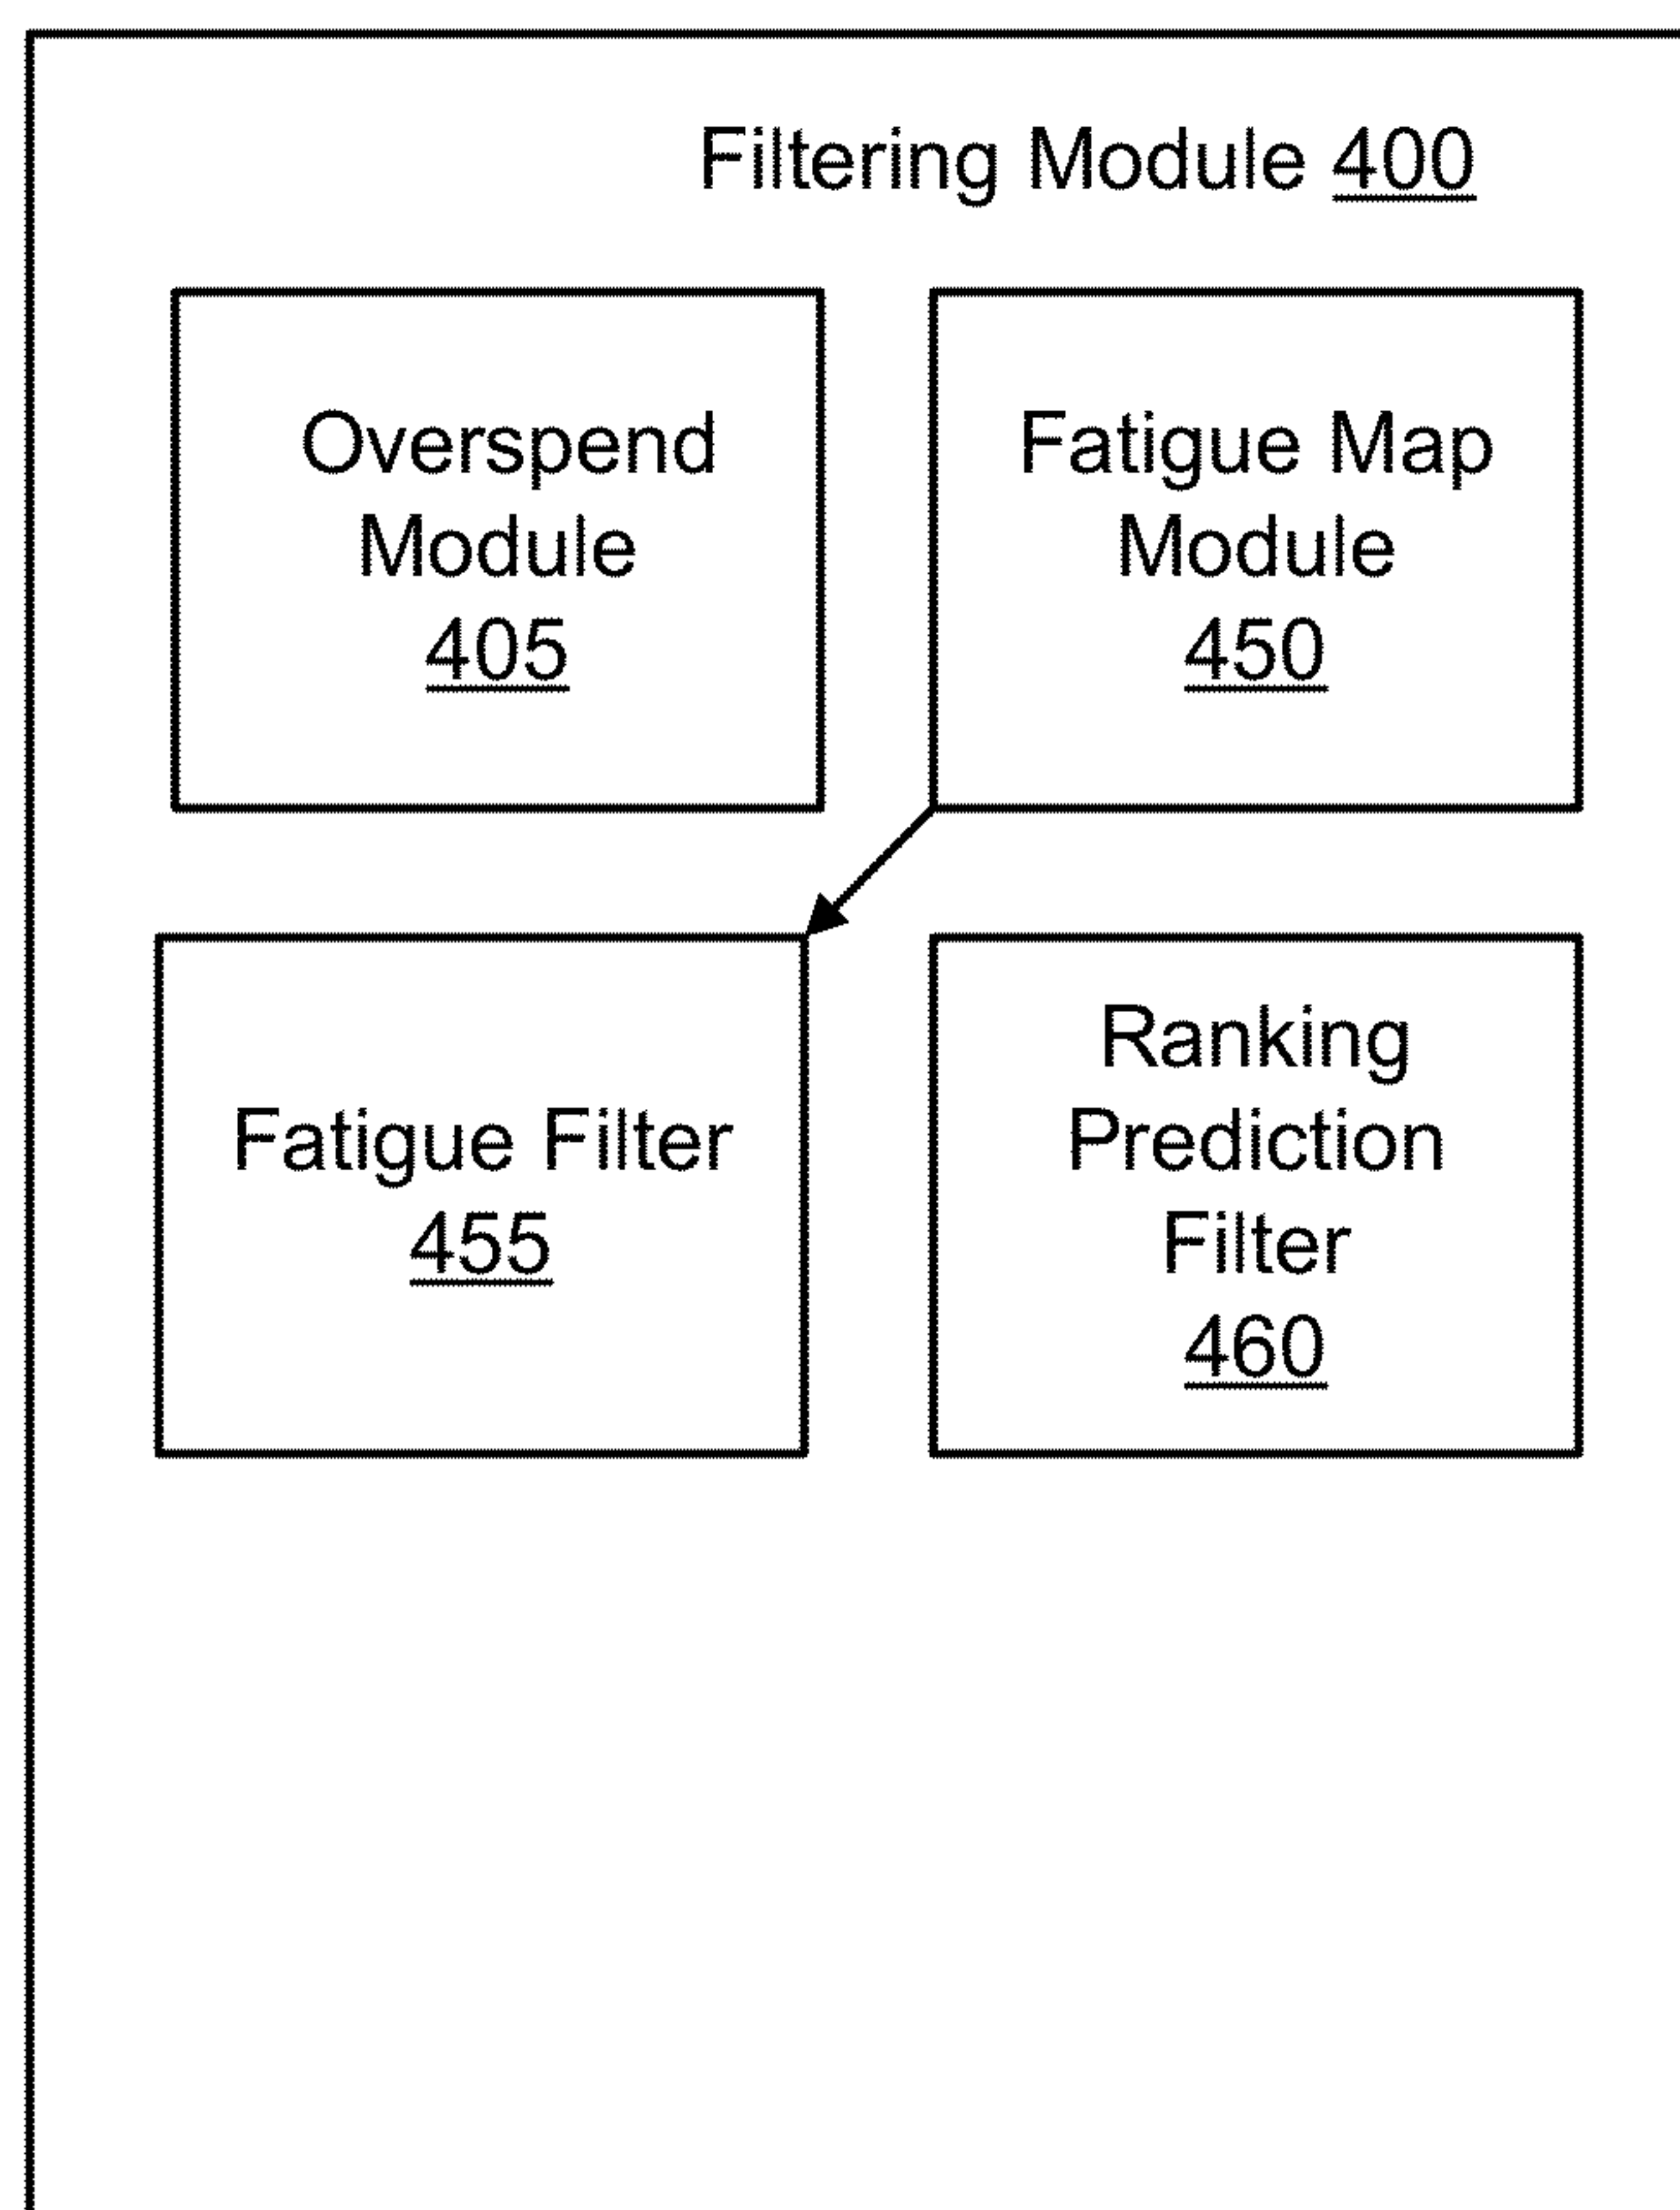 Filtering Module 400
Overspend
Module
405
Fatigue Map
Module
450
Fatigue Filter
455
Ranking
Prediction
Filter
460